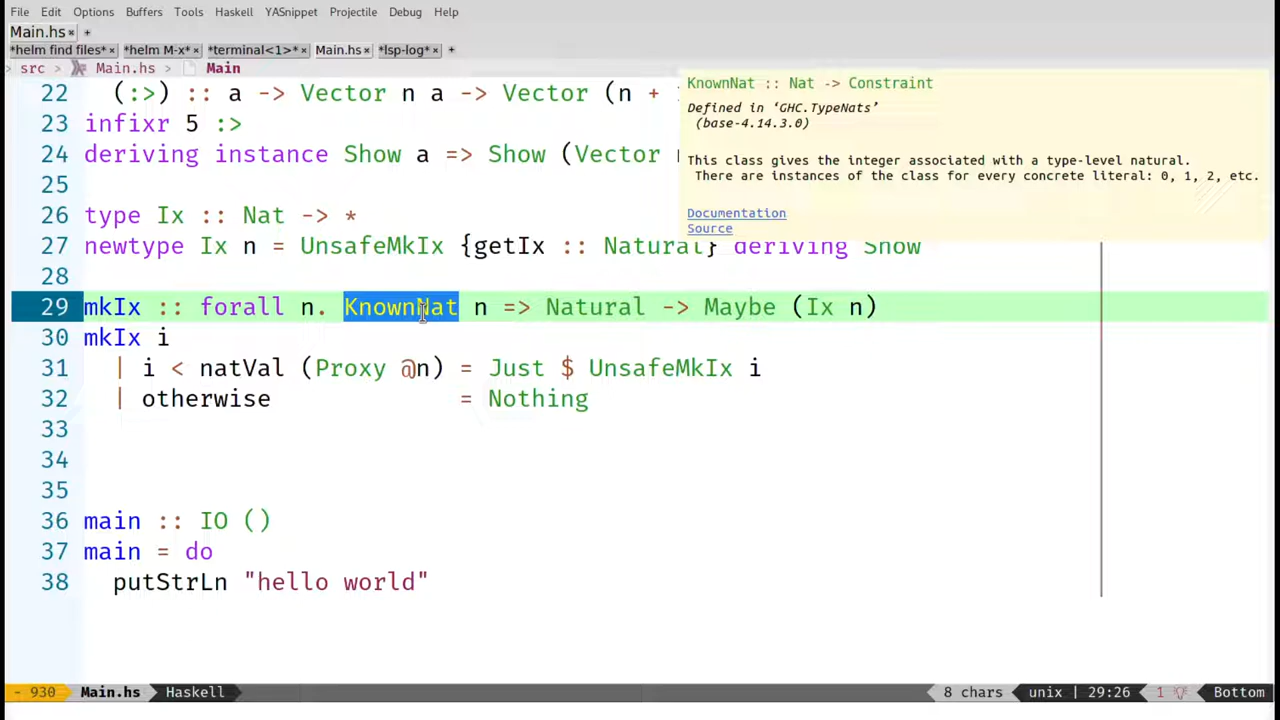 File Edit Options Buffers Tools Haskell YASnippet Projectile Debug Help
Main.hs × +
*helm find files* × *helm M-x* × *terminal<1>* × Main.hs × *lsp-log* × +
> src > Main.hs > Main
22 (:>) :: a -> Vector n a -> Vector (n +
23 infixr 5 :>
24 deriving instance Show a => Show (Vector
25
26 type Ix :: Nat -> *
27 newtype Ix n = UnsafeMkIx {getIx :: Natural} deriving Show
28
29 mkIx :: forall n. KnownNat n => Natural -> Maybe (Ix n)
30 mkIx i
31 | i < natVal (Proxy @n) = Just $ UnsafeMkIx i
32 | otherwise = Nothing
33
34
35
36 main :: IO ()
37 main = do
38 putStrLn "hello world"
KnownNat :: Nat -> Constraint
Defined in ‘GHC.TypeNats’
(base-4.14.3.0)
This class gives the integer associated with a type-level natural.
There are instances of the class for every concrete literal: 0, 1, 2, etc.
Documentation
Source
- 930 Main.hs Haskell 8 chars unix | 29:26 1 Bottom